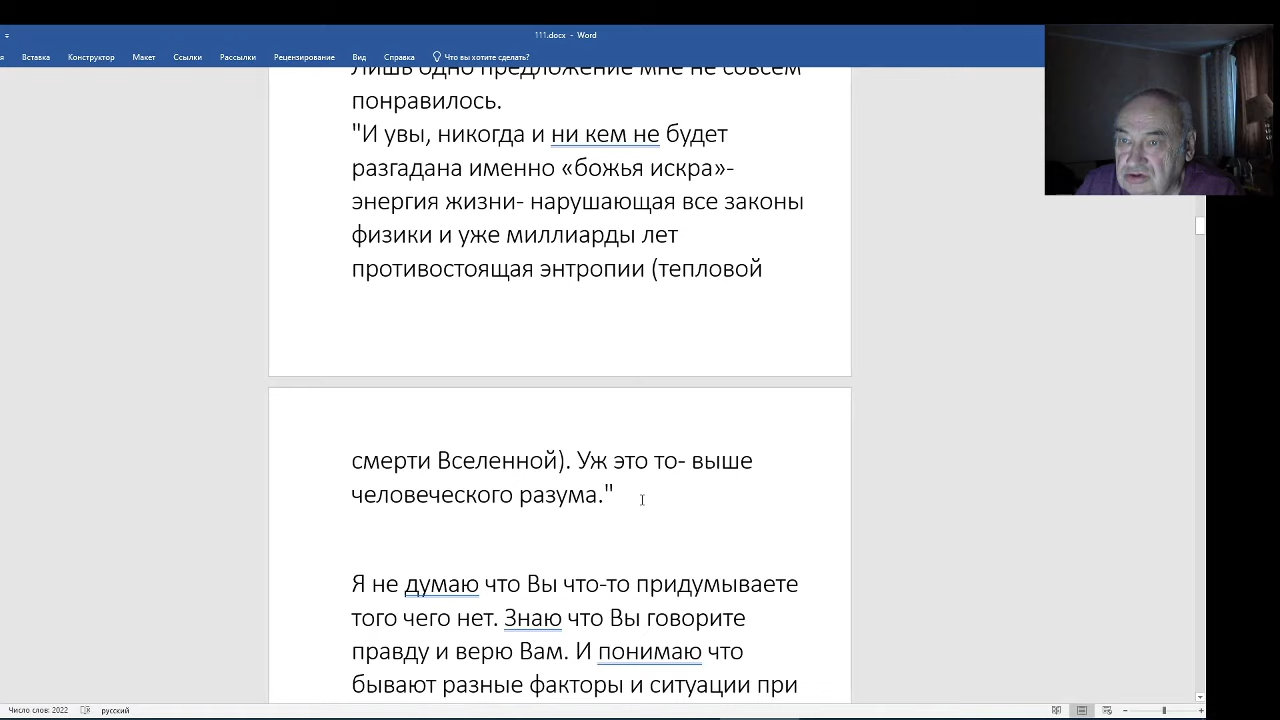 111.docx - Word
я Вставка Конструктор Макет Ссылки Рассылки Рецензирование Вид Справка Что вы хотите сделать?
Лишь одно предложение мне не совсем
понравилось.
"И увы, никогда и ни кем не будет
разгадана именно «божья искра»-
энергия жизни- нарушающая все законы
физики и уже миллиарды лет
противостоящая энтропии (тепловой
смерти Вселенной). Уж это то- выше
человеческого разума."
Я не думаю что Вы что-то придумываете
того чего нет. Знаю что Вы говорите
правду и верю Вам. И понимаю что
бывают разные факторы и ситуации при
Число слов: 2022 русский